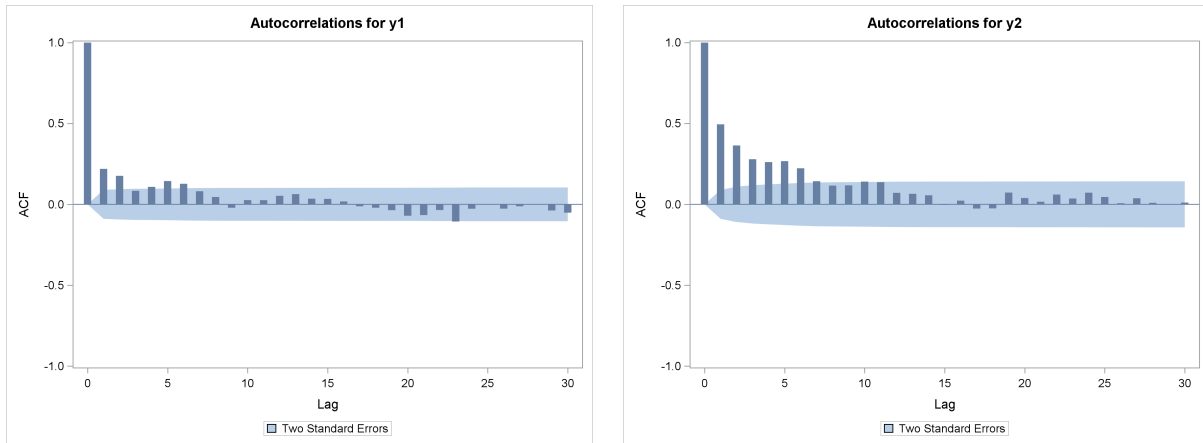 Autocorrelations for y1
1.0
0.5
0.0
-0.5
-1.0
ACF
0 5 10 15 20 25 30
Lag
Two Standard Errors
Autocorrelations for y2
1.0
0.5
0.0
-0.5
-1.0
ACF
0 5 10 15 20 25 30
Lag
Two Standard Errors